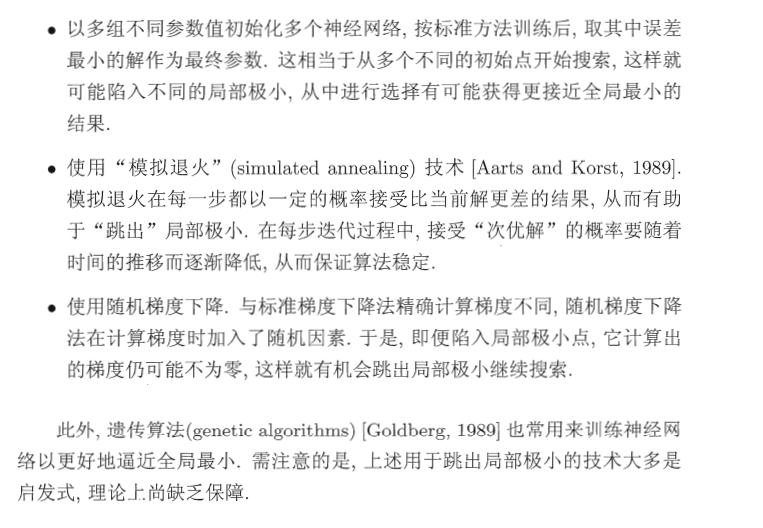 • 以多组不同参数值初始化多个神经网络, 按标准方法训练后, 取其中误差
最小的解作为最终参数. 这相当于从多个不同的初始点开始搜索, 这样就
可能陷入不同的局部极小, 从中进行选择有可能获得更接近全局最小的
结果.
• 使用“模拟退火”(simulated annealing) 技术 [Aarts and Korst, 1989].
模拟退火在每一步都以一定的概率接受比当前解更差的结果, 从而有助
于“跳出”局部极小. 在每步迭代过程中, 接受“次优解”的概率要随着
时间的推移而逐渐降低, 从而保证算法稳定.
• 使用随机梯度下降. 与标准梯度下降法精确计算梯度不同, 随机梯度下降
法在计算梯度时加入了随机因素. 于是, 即便陷入局部极小点, 它计算出
的梯度仍可能不为零, 这样就有机会跳出局部极小继续搜索.
此外, 遗传算法(genetic algorithms) [Goldberg, 1989] 也常用来训练神经网
络以更好地逼近全局最小. 需注意的是, 上述用于跳出局部极小的技术大多是
启发式, 理论上尚缺乏保障.